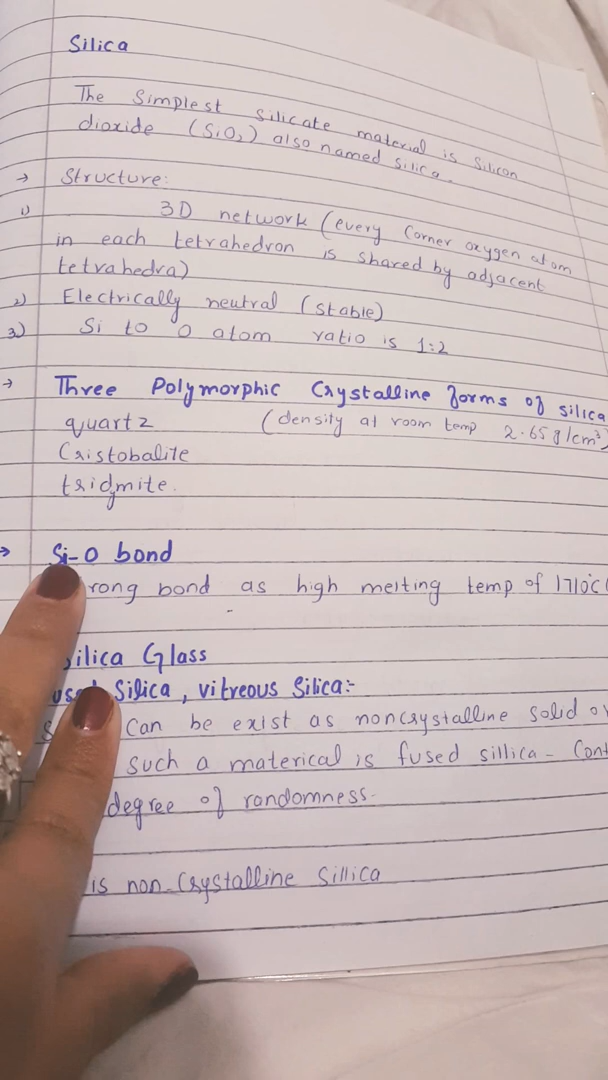 Silica
The Simplest silicate material is Silicon
dioxide (SiO₂) also named silica.
→ Structure:
1) 3D network (every Corner oxygen atom
in each tetrahedron is shared by adjacent
tetrahedra)
2) Electrically neutral (stable)
3) Si to O atom ratio is 1:2
→ Three Polymorphic Crystalline forms of silica
quartz (density at room temp 2.65 g/cm³)
Cristobalite
tridmite.
→ Si-O bond
rong bond as high melting temp of 1710°C
ilica Glass
used Silica, vitreous Silica:-
Can be exist as noncrystalline solid
Such a materical is fused sillica - Cont
degree of randomness.
is non-Crystalline Sillica